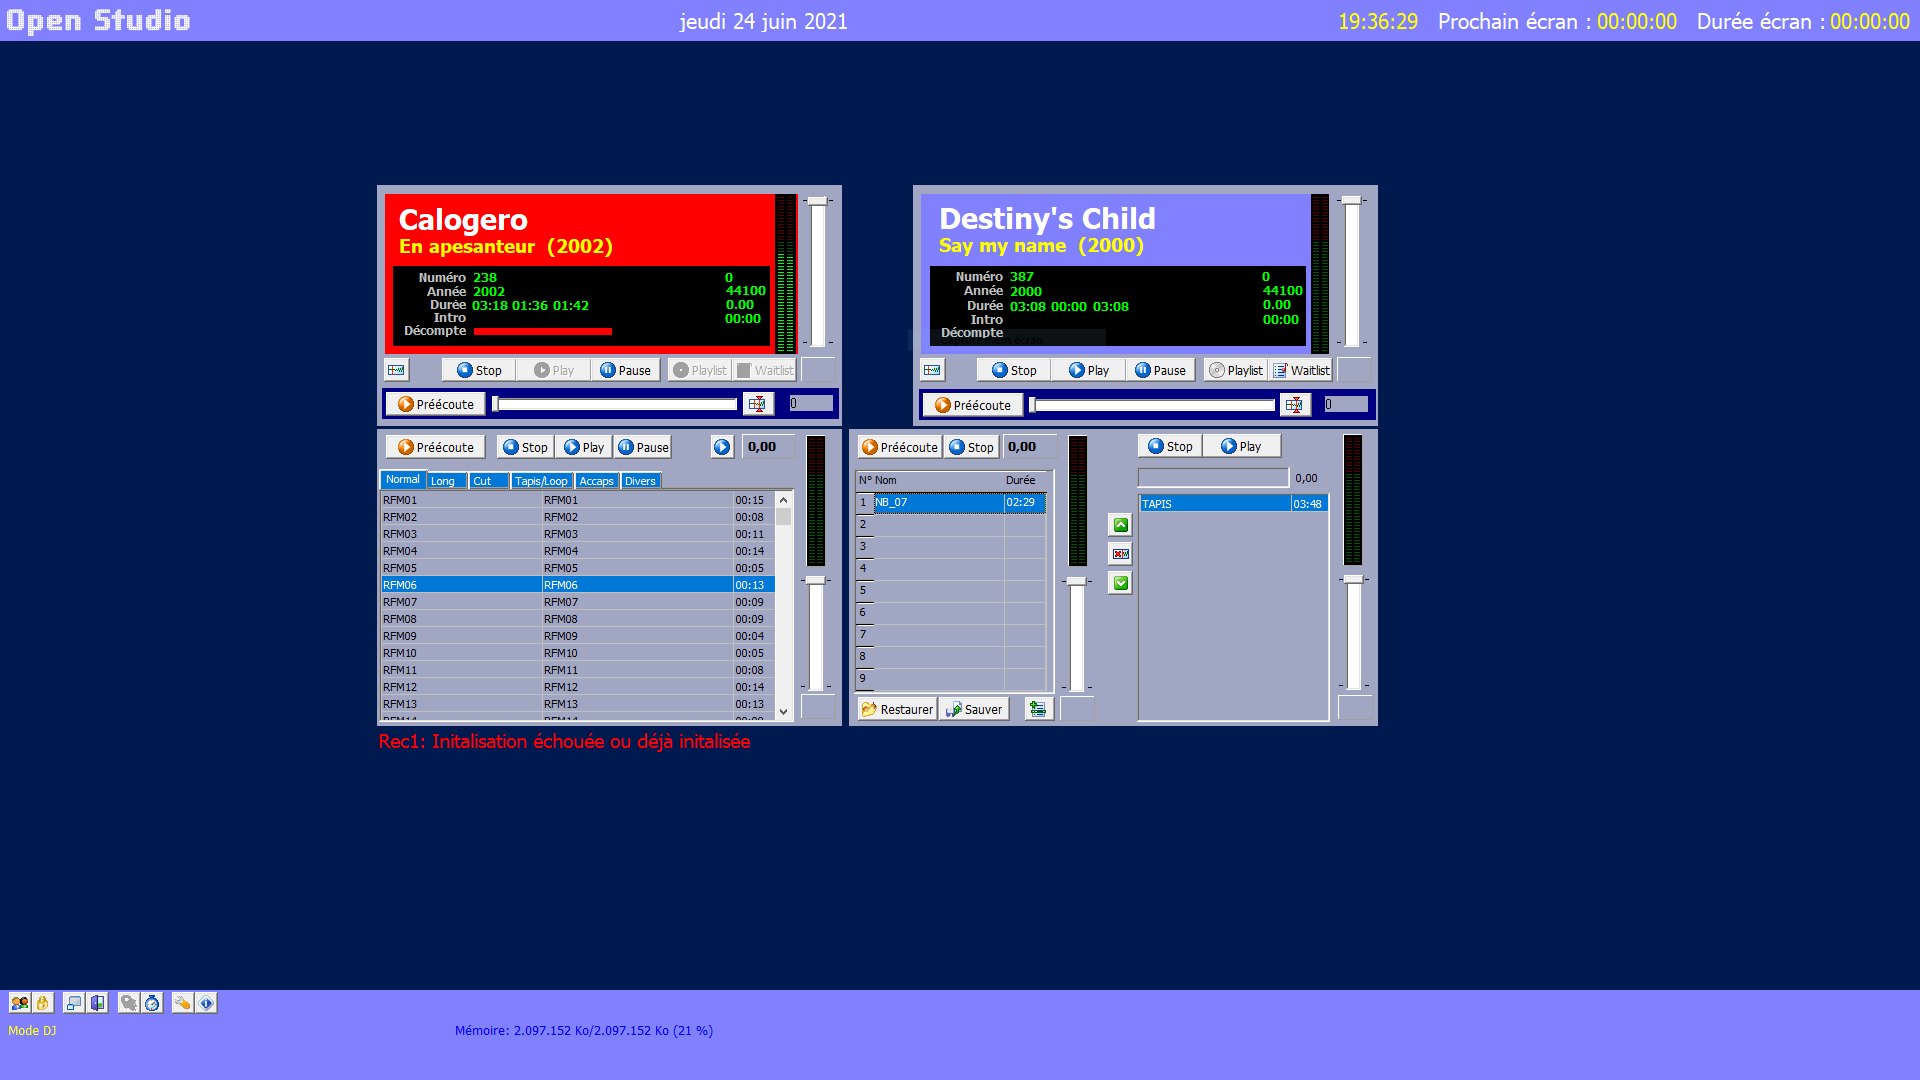 Open Studio
jeudi 24 juin 2021
19:36:29 Prochain écran : 00:00:00 Durée écran : 00:00:00
Calogero
En apesanteur (2002)
Numéro 238 0
Année 2002 44100
Durée 03:18 01:36 01:42 0.00
Intro 00:00
Décompte
Stop Play Pause Playlist Waitlist
Préécoute 0
Destiny's Child
Say my name (2000)
Numéro 387 0
Année 2000 44100
Durée 03:08 00:00 03:08 0.00
Intro 00:00
Décompte
Stop Play Pause Playlist Waitlist
Préécoute 0
Préécoute Stop Play Pause 0,00
Normal Long Cut Tapis/Loop Accaps Divers
RFM01 RFM01 00:15
RFM02 RFM02 00:08
RFM03 RFM03 00:11
RFM04 RFM04 00:14
RFM05 RFM05 00:05
RFM06 RFM06 00:13
RFM07 RFM07 00:09
RFM08 RFM08 00:09
RFM09 RFM09 00:04
RFM10 RFM10 00:05
RFM11 RFM11 00:08
RFM12 RFM12 00:14
RFM13 RFM13 00:13
Préécoute Stop 0,00
N° Nom Durée
1 NB_07 02:29
2
3
4
5
6
7
8
9
Restaurer Sauver
Stop Play
0,00
TAPIS 03:48
Rec1: Initalisation échouée ou déjà initalisée
Mode DJ
Mémoire: 2.097.152 Ko/2.097.152 Ko (21 %)